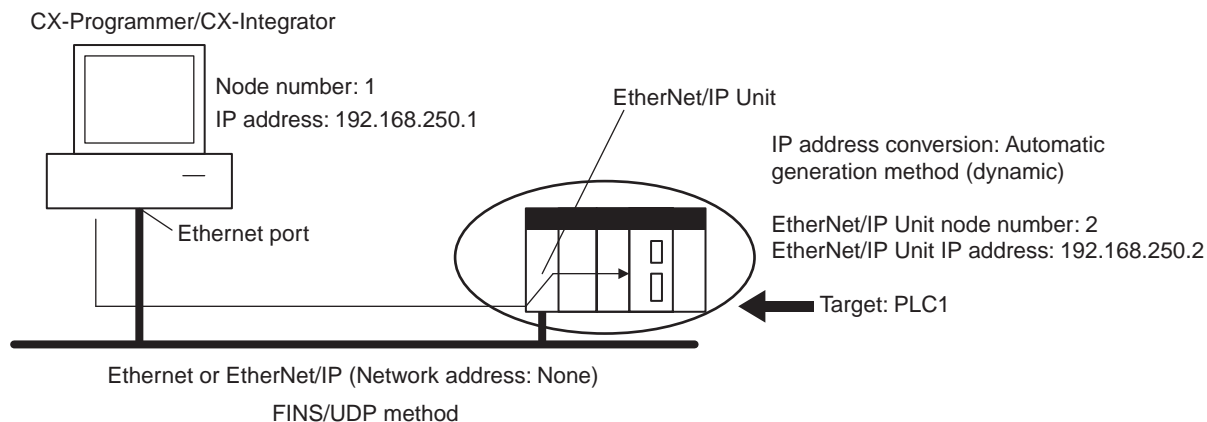 CX-Programmer/CX-Integrator
Node number: 1
IP address: 192.168.250.1
EtherNet/IP Unit
IP address conversion: Automatic
generation method (dynamic)
Ethernet port
EtherNet/IP Unit node number: 2
EtherNet/IP Unit IP address: 192.168.250.2
Target: PLC1
Ethernet or EtherNet/IP (Network address: None)
FINS/UDP method